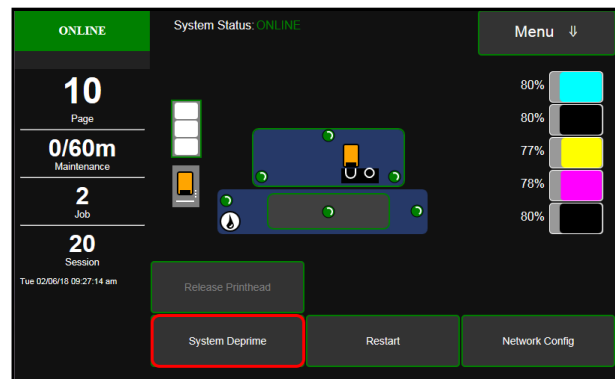 ONLINE
System Status: ONLINE
Menu ⇓
10
Page
0/60m
Maintenance
2
Job
20
Session
Tue 02/06/18 09:27:14 am
80%
80%
77%
78%
80%
Release Printhead
System Deprime
Restart
Network Config